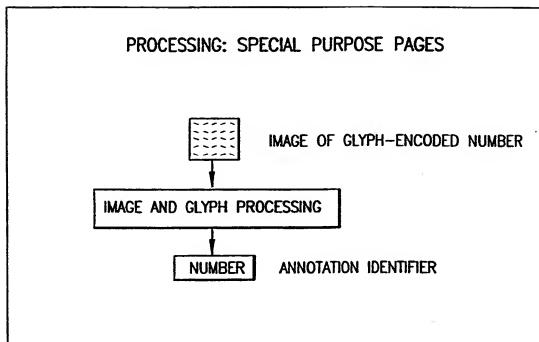 PROCESSING: SPECIAL PURPOSE PAGES
IMAGE OF GLYPH-ENCODED NUMBER
IMAGE AND GLYPH PROCESSING
NUMBER ANNOTATION IDENTIFIER